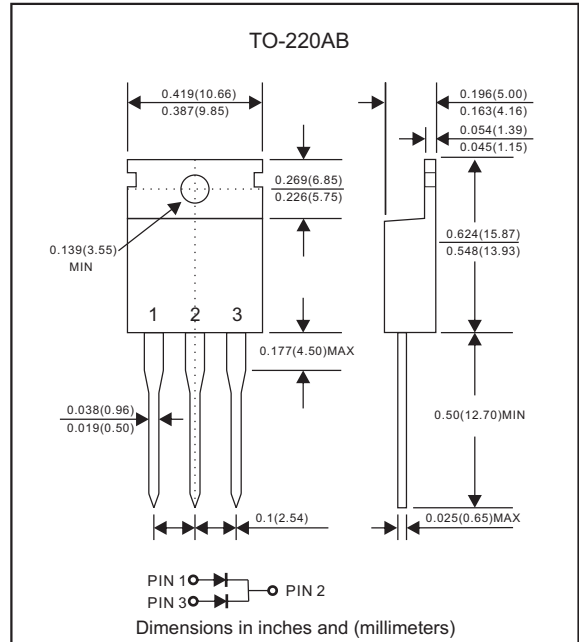 TO-220AB
0.419(10.66)
0.387(9.85)
0.196(5.00)
0.163(4.16)
0.054(1.39)
0.045(1.15)
0.269(6.85)
0.226(5.75)
0.139(3.55)
MIN
0.624(15.87)
0.548(13.93)
1 2 3
0.177(4.50)MAX
0.038(0.96)
0.019(0.50)
0.50(12.70)MIN
0.1(2.54)
0.025(0.65)MAX
PIN 1
PIN 2
PIN 3
Dimensions in inches and (millimeters)